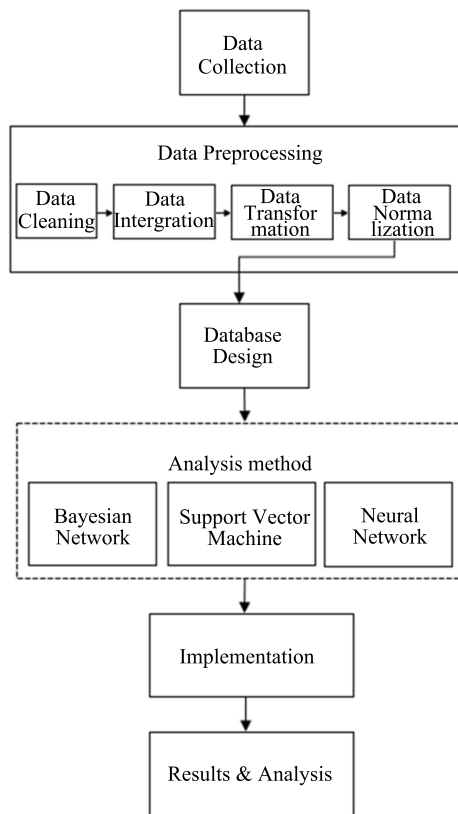 Data
Collection
Data Preprocessing
Data
Cleaning
Data
Intergration
Data
Transfor
mation
Data
Norma
lization
Database
Design
Analysis method
Bayesian
Network
Support Vector
Machine
Neural
Network
Implementation
Results & Analysis